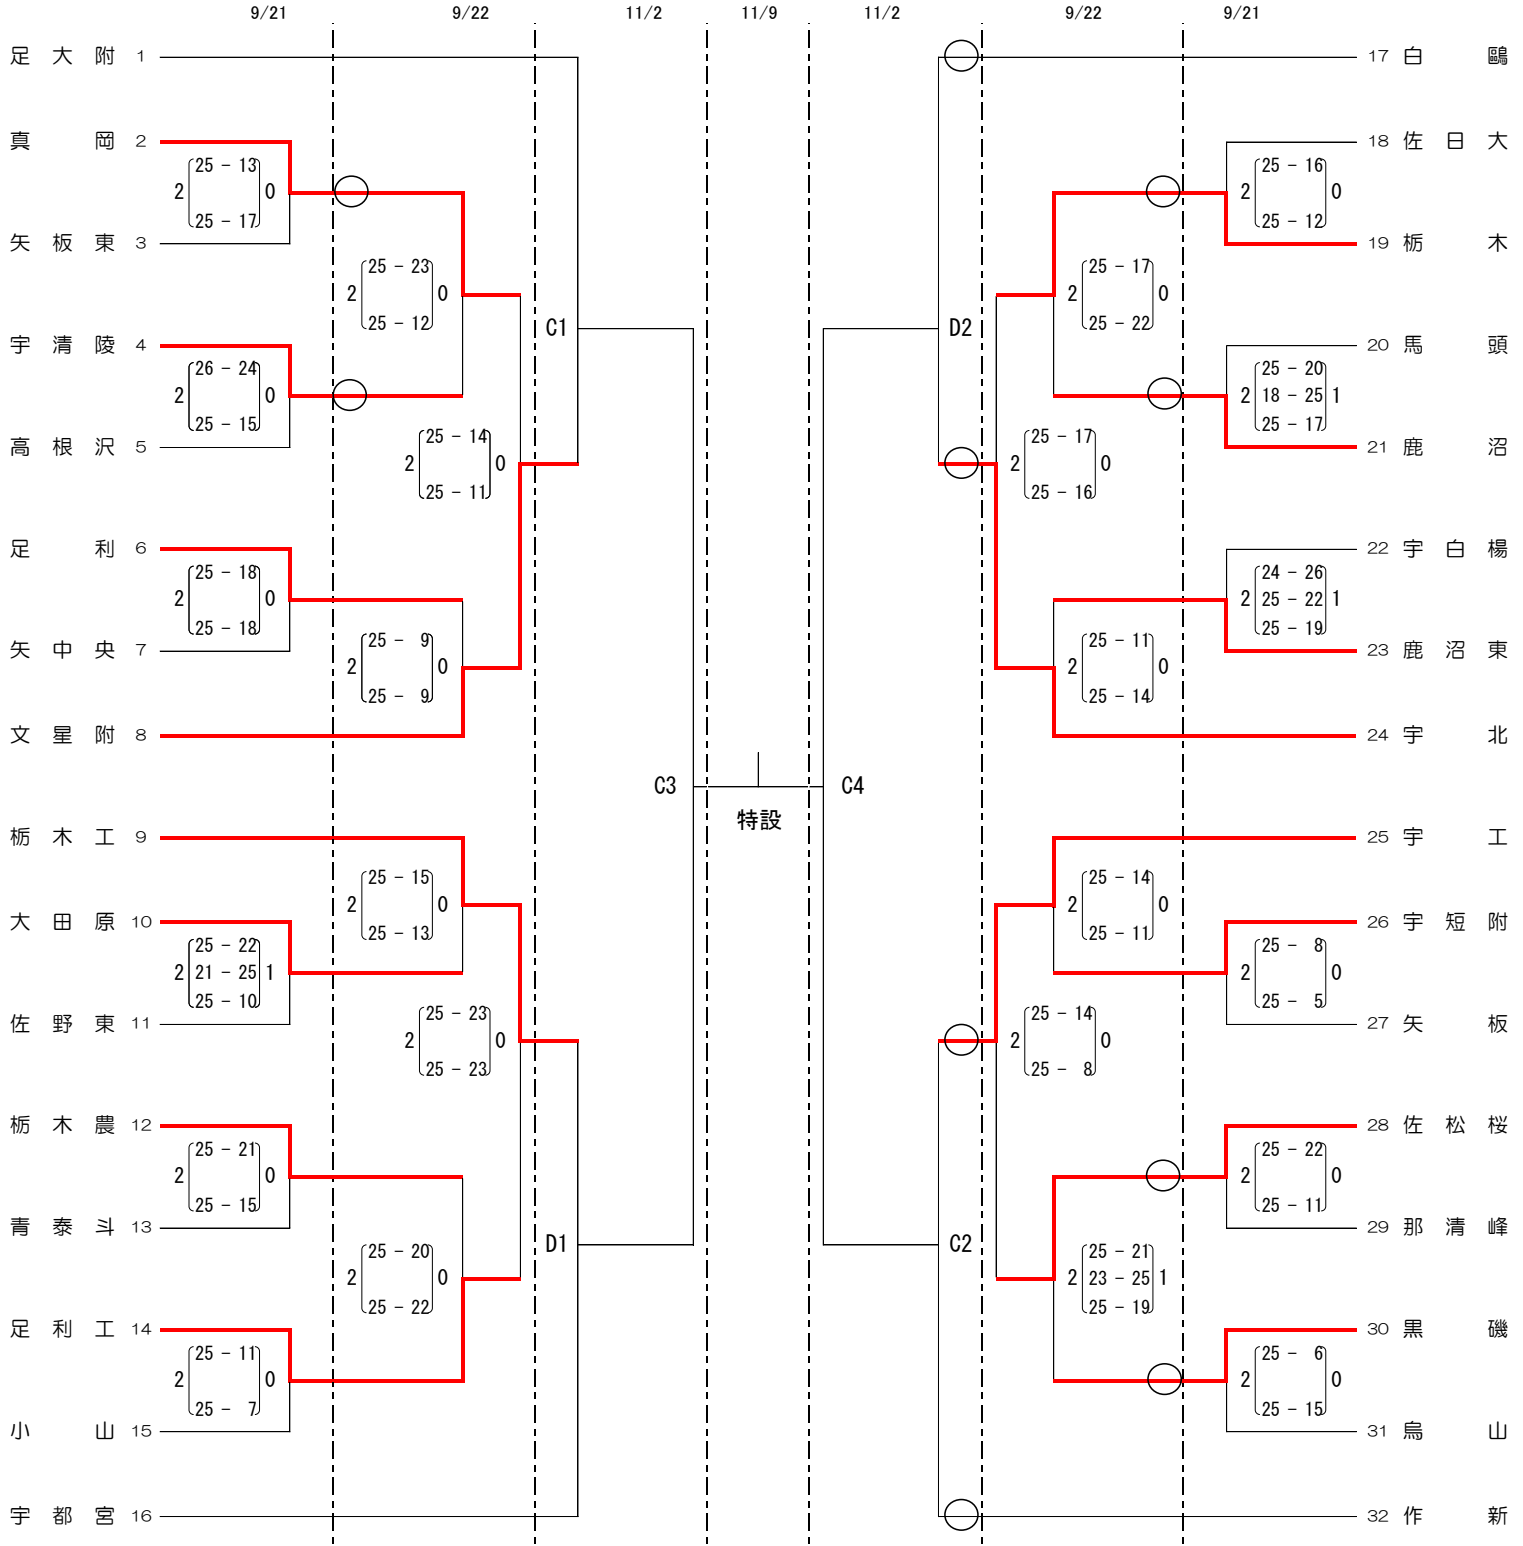 9/21 9/22 11/2 11/9 11/2 9/22 9/21
足大附 1
17 白鷗
真岡 2
18 佐日大
2 25 - 13 0
25 - 17
2 25 - 16 0
25 - 12
矢板東 3
19 栃木
2 25 - 23 0
25 - 12
2 25 - 17 0
25 - 22
C1
D2
宇清陵 4
20 馬頭
2 26 - 24 0
25 - 15
2 25 - 20 1
18 - 25
25 - 17
高根沢 5
21 鹿沼
2 25 - 14 0
25 - 11
2 25 - 17 0
25 - 16
足利 6
22 宇白楊
2 25 - 18 0
25 - 18
2 24 - 26 1
25 - 22
25 - 19
矢中央 7
23 鹿沼東
2 25 - 9 0
25 - 9
2 25 - 11 0
25 - 14
文星附 8
24 宇北
C3
C4
特設
栃木工 9
25 宇工
2 25 - 15 0
25 - 13
2 25 - 14 0
25 - 11
大田原 10
26 宇短附
2 25 - 22 1
21 - 25
25 - 10
2 25 - 8 0
25 - 5
佐野東 11
27 矢板
2 25 - 23 0
25 - 23
2 25 - 14 0
25 - 8
栃木農 12
28 佐松桜
2 25 - 21 0
25 - 15
2 25 - 22 0
25 - 11
青泰斗 13
29 那清峰
D1
C2
2 25 - 20 0
25 - 22
2 25 - 21 1
23 - 25
25 - 19
足利工 14
30 黒磯
2 25 - 11 0
25 - 7
2 25 - 6 0
25 - 15
小山 15
31 烏山
宇都宮 16
32 作新